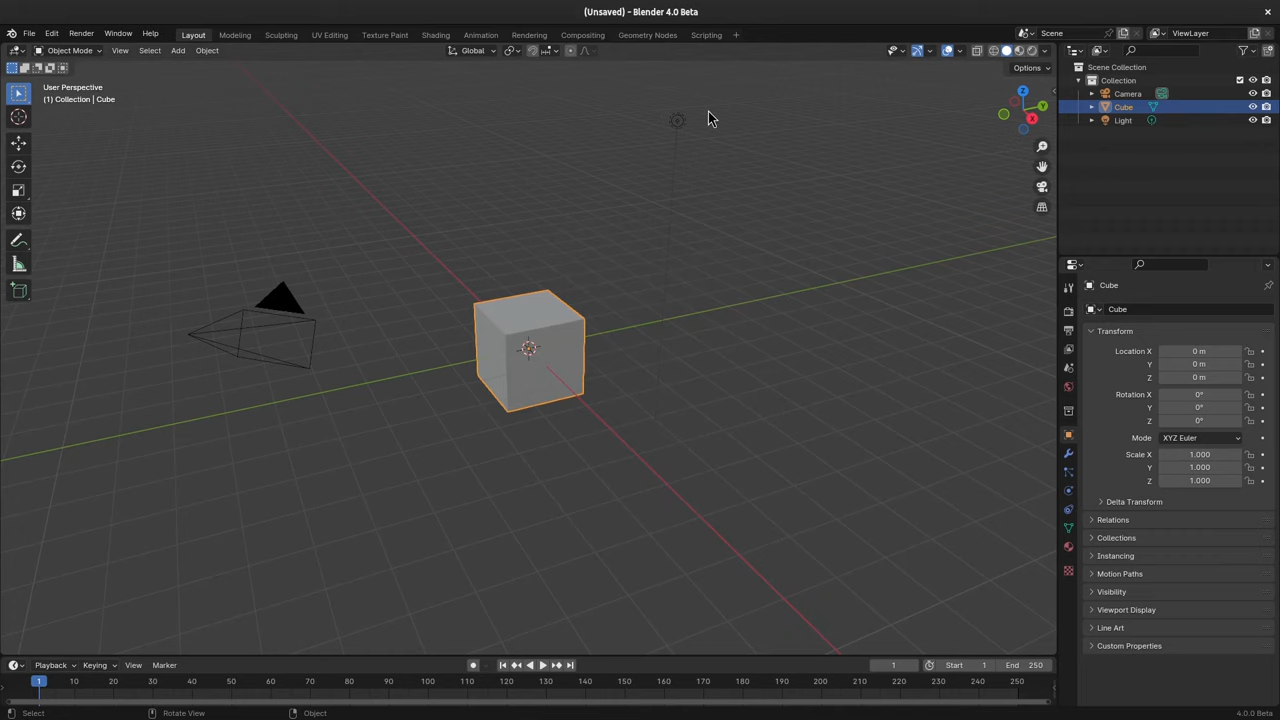 (Unsaved) – Blender 4.0 Beta
File Edit Render Window Help Layout Modeling Sculpting UV Editing Texture Paint Shading Animation Rendering Compositing Geometry Nodes Scripting + Scene ViewLayer
Object Mode View Select Add Object Global
Options
User Perspective
(1) Collection | Cube
Z
Y
X
Scene Collection
Collection
Camera
Cube
Light
Cube
Cube
Transform
Location X 0 m
Y 0 m
Z 0 m
Rotation X 0°
Y 0°
Z 0°
Mode XYZ Euler
Scale X 1.000
Y 1.000
Z 1.000
Delta Transform
Relations
Collections
Instancing
Motion Paths
Visibility
Viewport Display
Line Art
Custom Properties
Playback Keying View Marker 1 Start 1 End 250
1 10 20 30 40 50 60 70 80 90 100 110 120 130 140 150 160 170 180 190 200 210 220 230 240 250
Select Rotate View Object 4.0.0 Beta